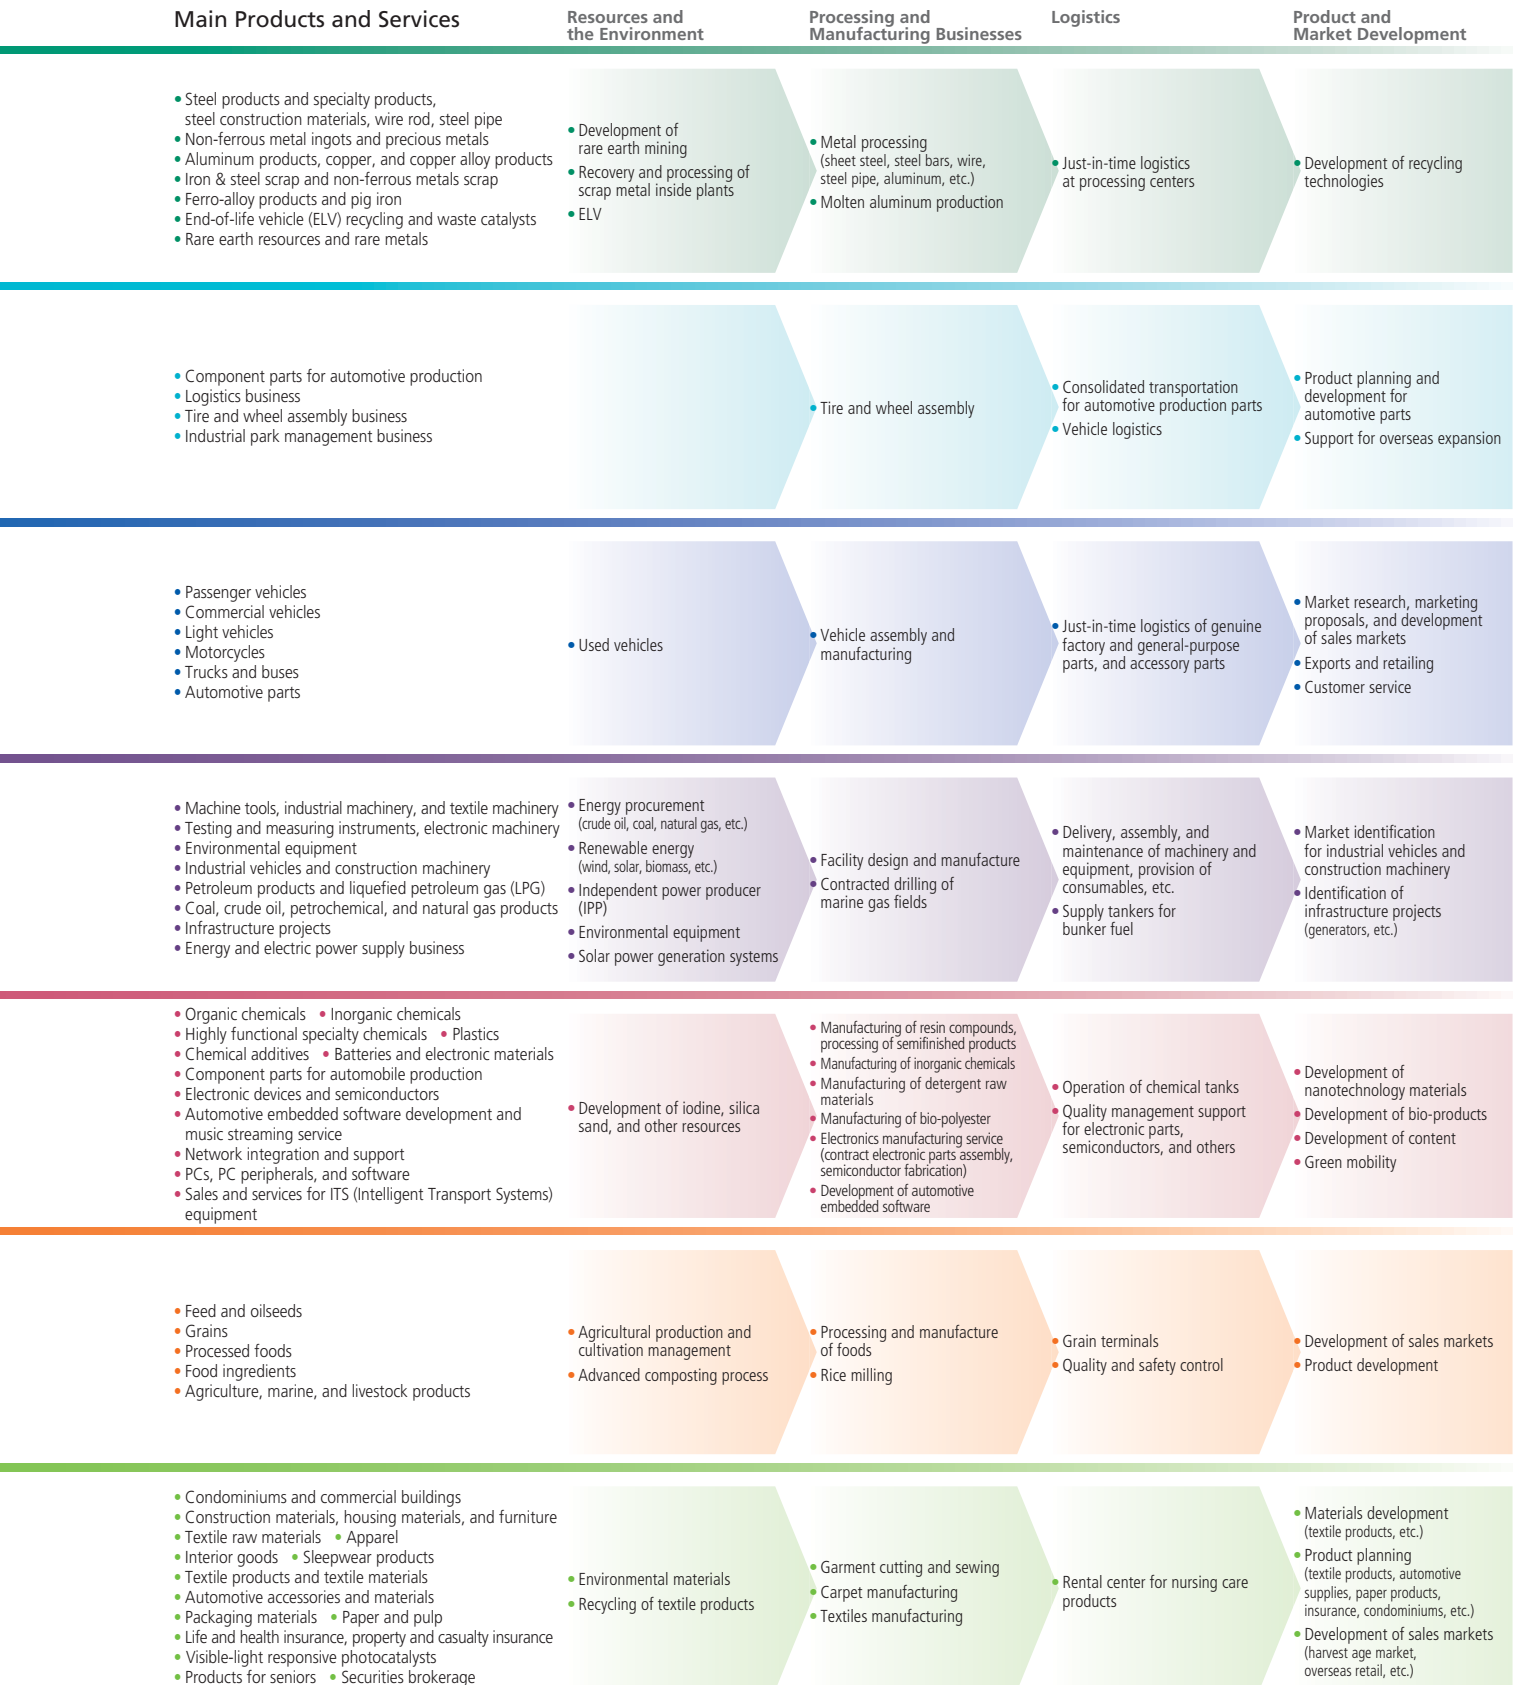 Main Products and Services
Resources and
the Environment
Processing and
Manufacturing Businesses
Logistics
Product and
Market Development
• Steel products and specialty products,
steel construction materials, wire rod, steel pipe
• Non-ferrous metal ingots and precious metals
• Aluminum products, copper, and copper alloy products
• Iron & steel scrap and non-ferrous metals scrap
• Ferro-alloy products and pig iron
• End-of-life vehicle (ELV) recycling and waste catalysts
• Rare earth resources and rare metals
• Development of
rare earth mining
• Recovery and processing of
scrap metal inside plants
• ELV
• Metal processing
(sheet steel, steel bars, wire,
steel pipe, aluminum, etc.)
• Molten aluminum production
• Just-in-time logistics
at processing centers
• Development of recycling
technologies
• Component parts for automotive production
• Logistics business
• Tire and wheel assembly business
• Industrial park management business
• Tire and wheel assembly
• Consolidated transportation
for automotive production parts
• Vehicle logistics
• Product planning and
development for
automotive parts
• Support for overseas expansion
• Passenger vehicles
• Commercial vehicles
• Light vehicles
• Motorcycles
• Trucks and buses
• Automotive parts
• Used vehicles
• Vehicle assembly and
manufacturing
• Just-in-time logistics of genuine
factory and general-purpose
parts, and accessory parts
• Market research, marketing
proposals, and development
of sales markets
• Exports and retailing
• Customer service
• Machine tools, industrial machinery, and textile machinery
• Testing and measuring instruments, electronic machinery
• Environmental equipment
• Industrial vehicles and construction machinery
• Petroleum products and liquefied petroleum gas (LPG)
• Coal, crude oil, petrochemical, and natural gas products
• Infrastructure projects
• Energy and electric power supply business
• Energy procurement
(crude oil, coal, natural gas, etc.)
• Renewable energy
(wind, solar, biomass, etc.)
• Independent power producer
(IPP)
• Environmental equipment
• Solar power generation systems
• Facility design and manufacture
• Contracted drilling of
marine gas fields
• Delivery, assembly, and
maintenance of machinery and
equipment, provision of
consumables, etc.
• Supply tankers for
bunker fuel
• Market identification
for industrial vehicles and
construction machinery
• Identification of
infrastructure projects
(generators, etc.)
• Organic chemicals • Inorganic chemicals
• Highly functional specialty chemicals • Plastics
• Chemical additives • Batteries and electronic materials
• Component parts for automobile production
• Electronic devices and semiconductors
• Automotive embedded software development and
music streaming service
• Network integration and support
• PCs, PC peripherals, and software
• Sales and services for ITS (Intelligent Transport Systems)
equipment
• Development of iodine, silica
sand, and other resources
• Manufacturing of resin compounds,
processing of semifinished products
• Manufacturing of inorganic chemicals
• Manufacturing of detergent raw
materials
• Manufacturing of bio-polyester
• Electronics manufacturing service
(contract electronic parts assembly,
semiconductor fabrication)
• Development of automotive
embedded software
• Operation of chemical tanks
• Quality management support
for electronic parts,
semiconductors, and others
• Development of
nanotechnology materials
• Development of bio-products
• Development of content
• Green mobility
• Feed and oilseeds
• Grains
• Processed foods
• Food ingredients
• Agriculture, marine, and livestock products
• Agricultural production and
cultivation management
• Advanced composting process
• Processing and manufacture
of foods
• Rice milling
• Grain terminals
• Quality and safety control
• Development of sales markets
• Product development
• Condominiums and commercial buildings
• Construction materials, housing materials, and furniture
• Textile raw materials • Apparel
• Interior goods • Sleepwear products
• Textile products and textile materials
• Automotive accessories and materials
• Packaging materials • Paper and pulp
• Life and health insurance, property and casualty insurance
• Visible-light responsive photocatalysts
• Products for seniors • Securities brokerage
• Environmental materials
• Recycling of textile products
• Garment cutting and sewing
• Carpet manufacturing
• Textiles manufacturing
• Rental center for nursing care
products
• Materials development
(textile products, etc.)
• Product planning
(textile products, automotive
supplies, paper products,
insurance, condominiums, etc.)
• Development of sales markets
(harvest age market,
overseas retail, etc.)